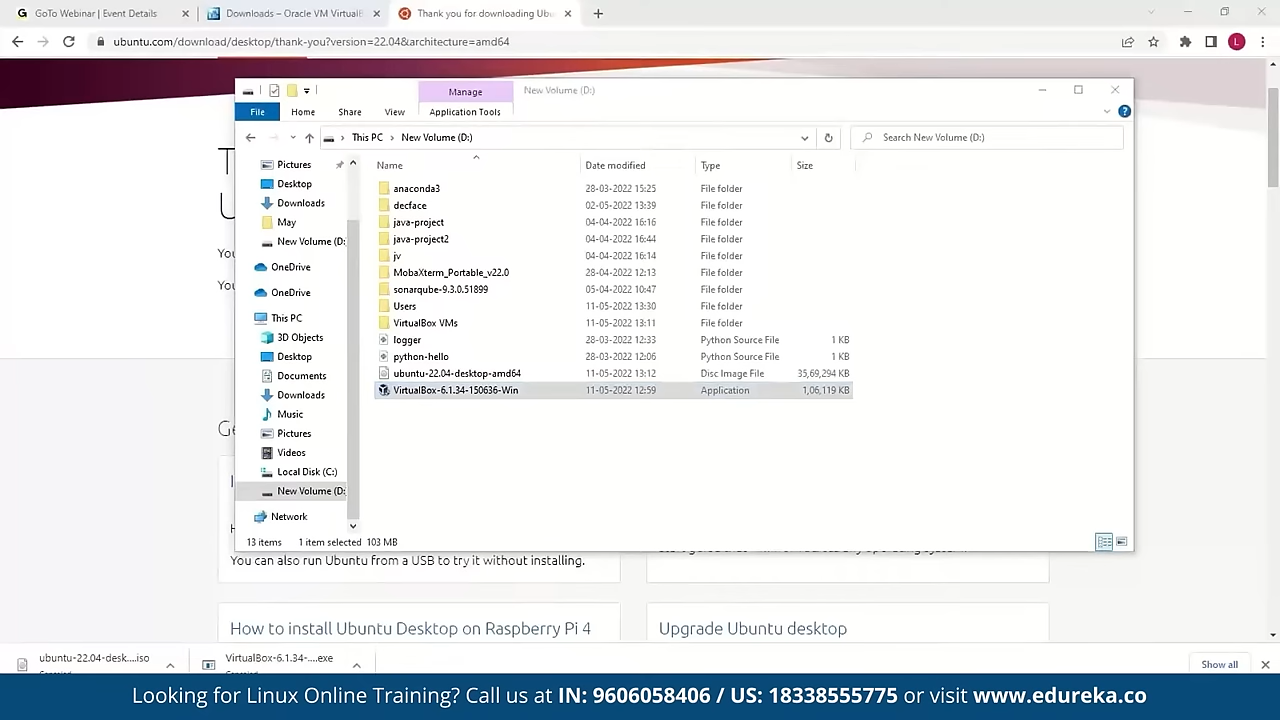 GoTo Webinar | Event Details
Downloads – Oracle VM VirtualB
Thank you for downloading Ubu
ubuntu.com/download/desktop/thank-you?version=22.04&architecture=amd64
L
Manage
New Volume (D:)
File
Home
Share
View
Application Tools
This PC
New Volume (D:)
Search New Volume (D:)
Name
Date modified
Type
Size
Pictures
Desktop
Downloads
May
New Volume (D:
OneDrive
OneDrive
This PC
3D Objects
Desktop
Documents
Downloads
Music
Pictures
Videos
Local Disk (C:)
New Volume (D:
Network
anaconda3 28-03-2022 15:25 File folder
decface 02-05-2022 13:39 File folder
java-project 04-04-2022 16:16 File folder
java-project2 04-04-2022 16:44 File folder
jv 04-04-2022 16:14 File folder
MobaXterm_Portable_v22.0 28-04-2022 12:13 File folder
sonarqube-9.3.0.51899 05-04-2022 10:47 File folder
Users 11-05-2022 13:30 File folder
VirtualBox VMs 11-05-2022 13:11 File folder
logger 28-03-2022 12:33 Python Source File 1 KB
python-hello 28-03-2022 12:06 Python Source File 1 KB
ubuntu-22.04-desktop-amd64 11-05-2022 13:12 Disc Image File 35,69,294 KB
VirtualBox-6.1.34-150636-Win 11-05-2022 12:59 Application 1,06,119 KB
13 items 1 item selected 103 MB
You
You
Ge
You can also run Ubuntu from a USB to try it without installing.
How to install Ubuntu Desktop on Raspberry Pi 4
Upgrade Ubuntu desktop
ubuntu-22.04-desk....iso
VirtualBox-6.1.34-....exe
Show all
Looking for Linux Online Training? Call us at IN: 9606058406 / US: 18338555775 or visit www.edureka.co